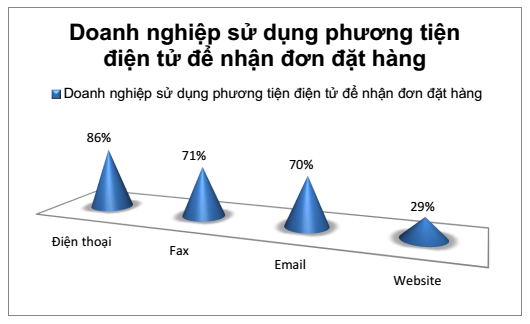 Doanh nghiệp sử dụng phương tiện
điện tử để nhận đơn đặt hàng
Doanh nghiệp sử dụng phương tiện điện tử để nhận đơn đặt hàng
86%
71%
70%
29%
Điện thoại
Fax
Email
Website